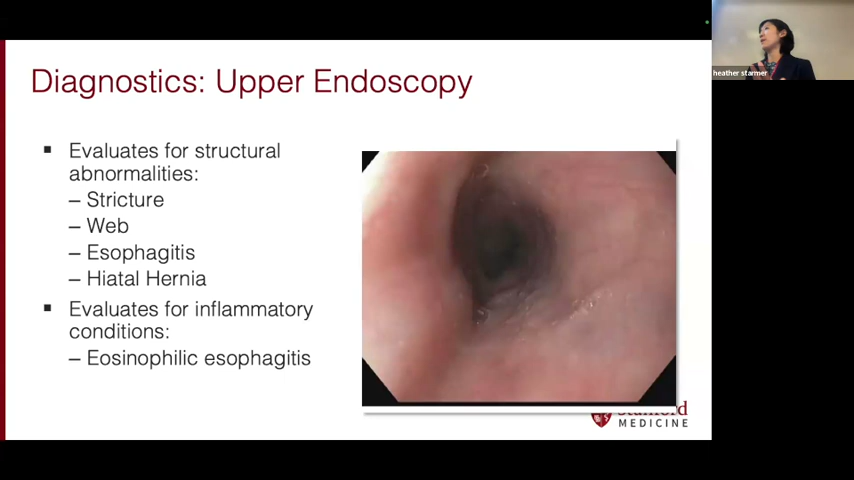 Diagnostics: Upper Endoscopy
heather starmer
▪ Evaluates for structural
abnormalities:
– Stricture
– Web
– Esophagitis
– Hiatal Hernia
▪ Evaluates for inflammatory
conditions:
– Eosinophilic esophagitis
Stanford
MEDICINE